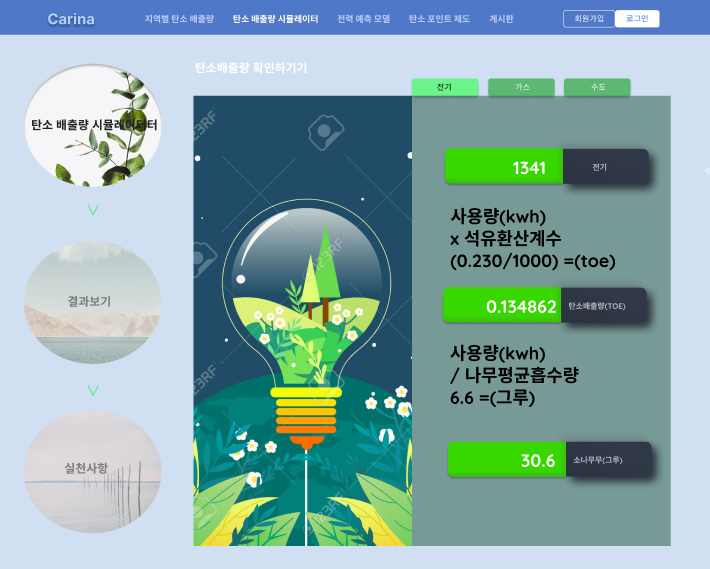 Carina
지역별 탄소 배출량
탄소 배출량 시뮬레이터
전력 예측 모델
탄소 포인트 제도
게시판
회원가입
로그인
탄소배출량 확인하기기
전기
가스
수도
탄소 배출량 시뮬레이터터
결과보기
실천사항
1341
전기
사용량(kwh)
x 석유환산계수
(0.230/1000) =(toe)
0.134862
탄소배출량(TOE)
사용량(kwh)
/ 나무평균흡수량
6.6 =(그루)
30.6
소나무무(그루)
123RF
123RF
123RF
123RF
123RF